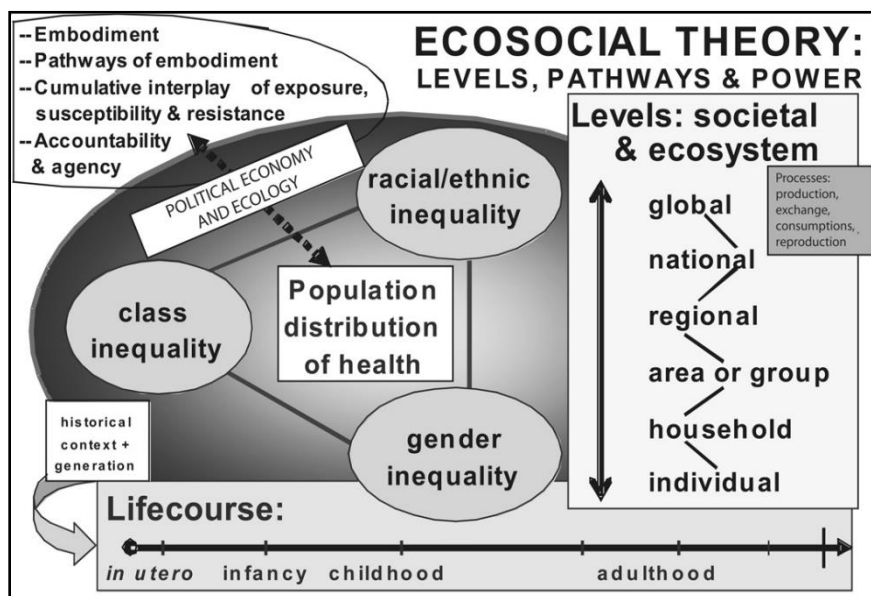 --Embodiment
--Pathways of embodiment
--Cumulative interplay of exposure,
susceptibility & resistance
--Accountability
& agency
ECOSOCIAL THEORY:
LEVELS, PATHWAYS & POWER
POLITICAL ECONOMY
AND ECOLOGY
racial/ethnic
inequality
class
inequality
Population
distribution
of health
gender
inequality
Levels: societal
& ecosystem
Processes:
production,
exchange,
consumptions,
reproduction
global
national
regional
area or group
household
individual
historical
context +
generation
Lifecourse:
in utero
infancy
childhood
adulthood